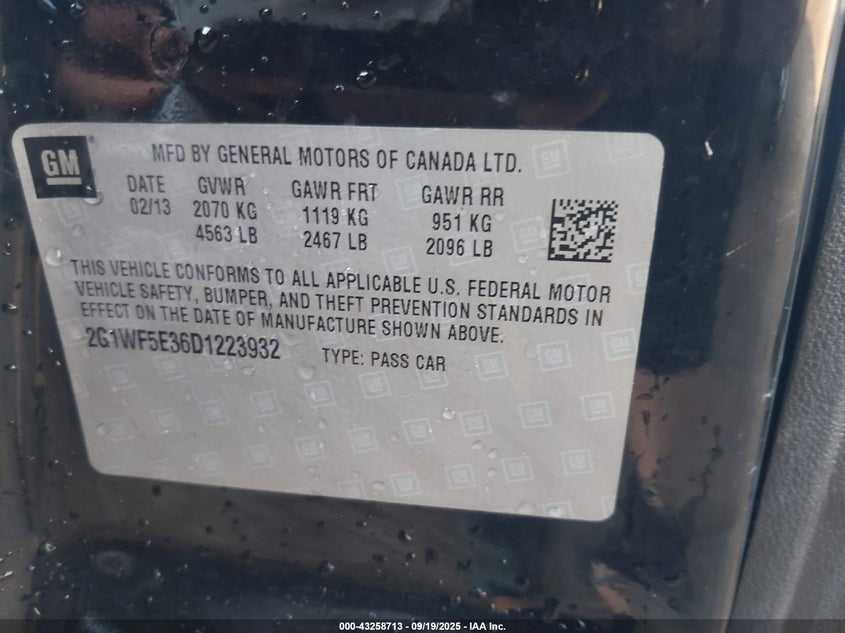 GM
MFD BY GENERAL MOTORS OF CANADA LTD.
DATE GVWR GAWR FRT GAWR RR
02/13 2070 KG 1119 KG 951 KG
4563 LB 2467 LB 2096 LB
THIS VEHICLE CONFORMS TO ALL APPLICABLE U.S. FEDERAL MOTOR
VEHICLE SAFETY, BUMPER, AND THEFT PREVENTION STANDARDS IN
EFFECT ON THE DATE OF MANUFACTURE SHOWN ABOVE.
2G1WF5E36D1223932 TYPE: PASS CAR
000-43258713 - 09/19/2025 - IAA Inc.